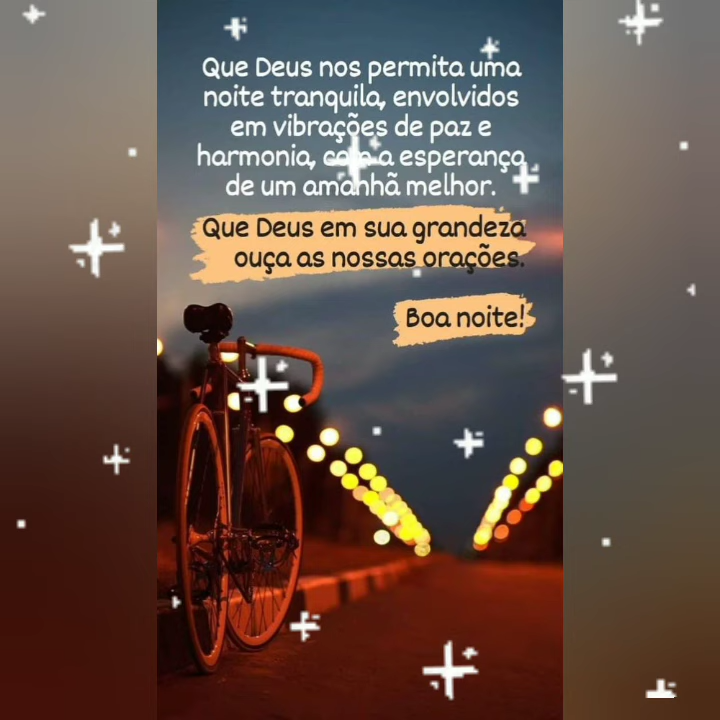 Que Deus nos permita uma
noite tranquila, envolvidos
em vibrações de paz e
harmonia, com a esperança
de um amanhã melhor.
Que Deus em sua grandeza
ouça as nossas orações.
Boa noite!